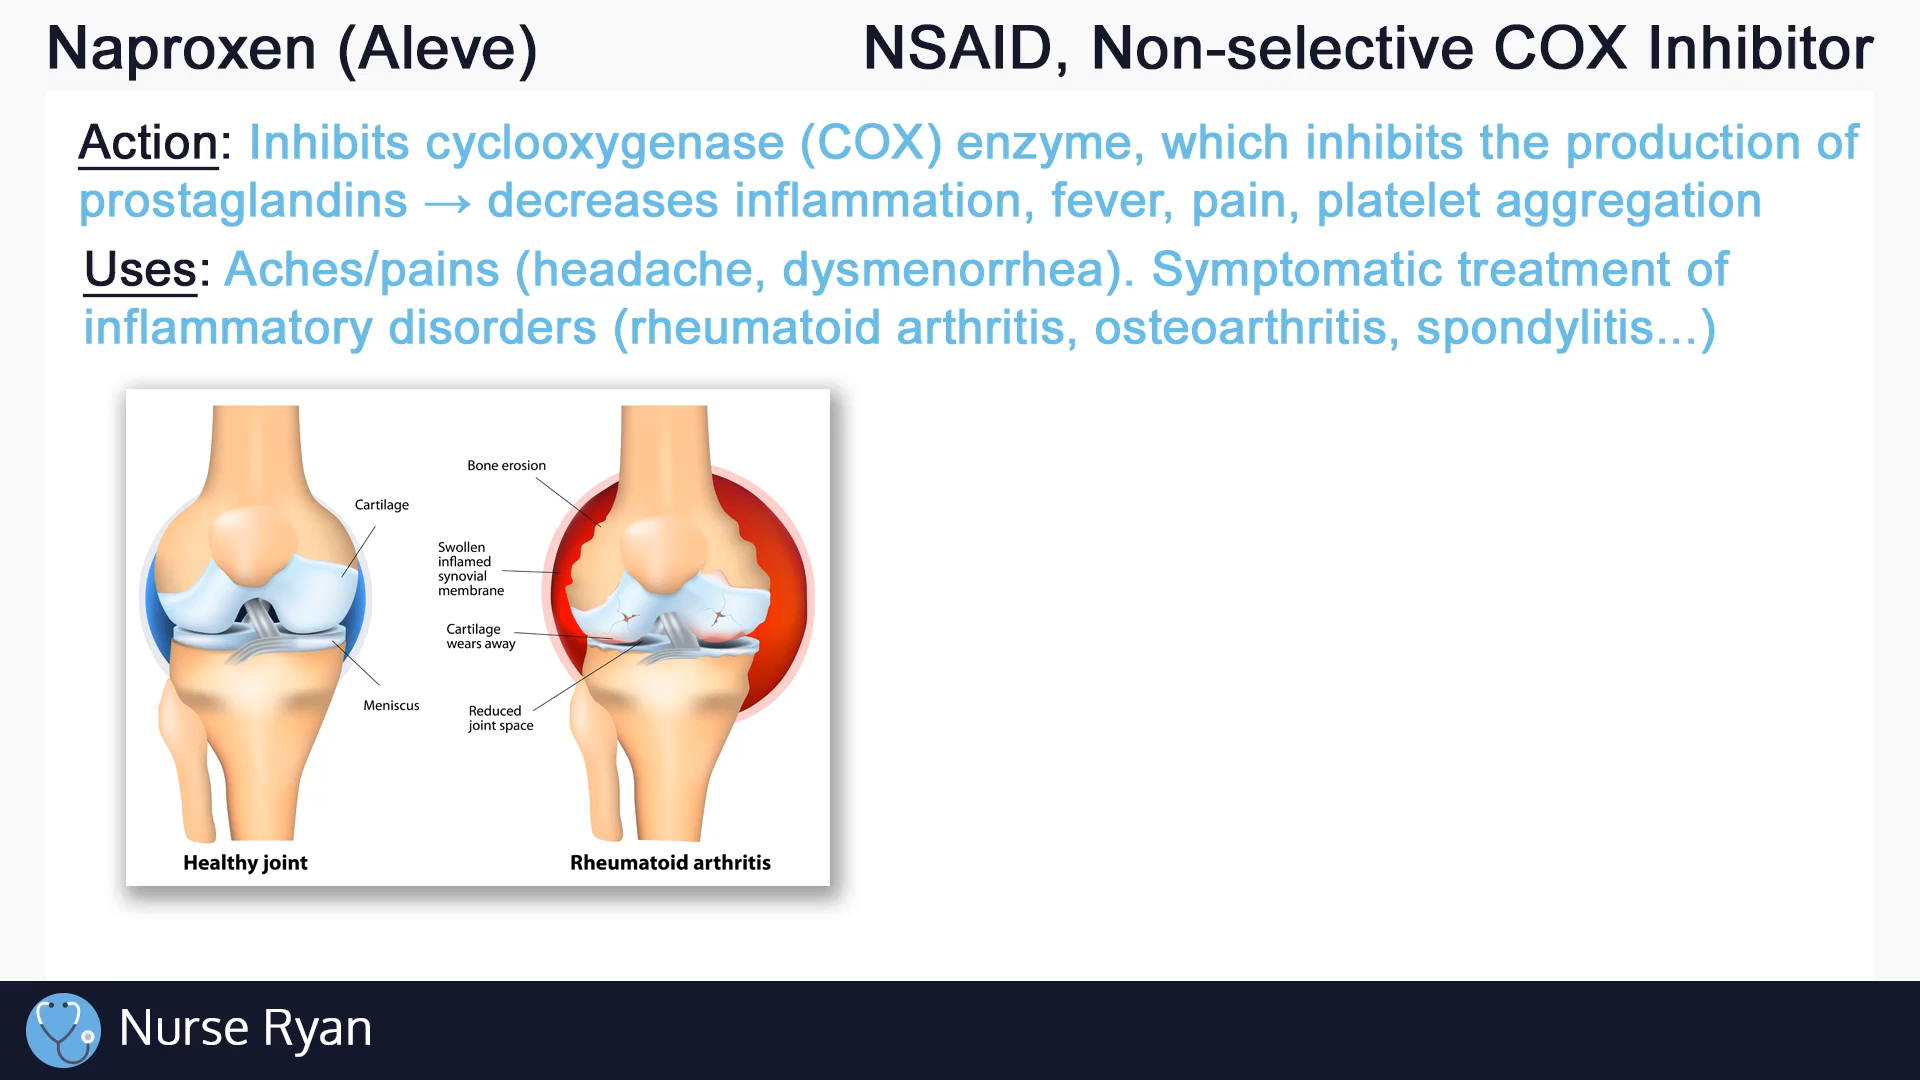 Naproxen (Aleve)
NSAID, Non-selective COX Inhibitor
Action: Inhibits cyclooxygenase (COX) enzyme, which inhibits the production of
prostaglandins → decreases inflammation, fever, pain, platelet aggregation
Uses: Aches/pains (headache, dysmenorrhea). Symptomatic treatment of
inflammatory disorders (rheumatoid arthritis, osteoarthritis, spondylitis...)
Cartilage
Meniscus
Healthy joint
Bone erosion
Swollen
inflamed
synovial
membrane
Cartilage
wears away
Reduced
joint space
Rheumatoid arthritis
Nurse Ryan